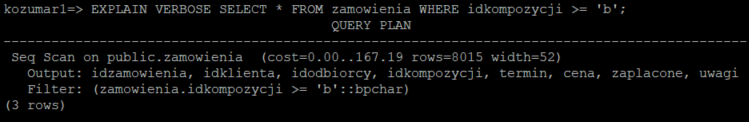 kozumar1=> EXPLAIN VERBOSE SELECT * FROM zamowienia WHERE idkompozycji >= 'b';
QUERY PLAN
--------------------------------------------------------------------------------------------
Seq Scan on public.zamowienia (cost=0.00..167.19 rows=8015 width=52)
Output: idzamowienia, idklienta, idodbiorcy, idkompozycji, termin, cena, zaplacone, uwagi
Filter: (zamowienia.idkompozycji >= 'b'::bpchar)
(3 rows)